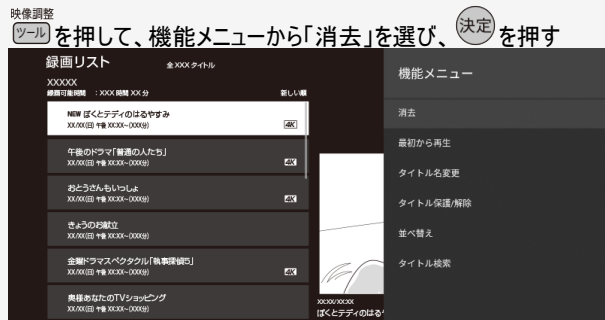 映像調整
ツール を押して、機能メニューから「消去」を選び、 決定 を押す
録画リスト 全XXXタイトル
XXXXX
録画可能時間 ：XXX 時間 XX 分 新しい順
NEW ぼくとテディのはるやすみ
XX/XX(日) 午後 XX:XX~(XXX分) 4K
午後のドラマ「普通の人たち」
XX/XX(日) 午後 XX:XX~(XXX分) 4K
おとうさんもいっしょ
XX/XX(日) 午後 XX:XX~(XXX分) 4K
きょうのお献立
XX/XX(日) 午後 XX:XX~(XXX分)
金曜ドラマスペクタクル「執事探偵5」
XX/XX(日) 午後 XX:XX~(XXX分) 4K
奥様あなたのTVショッピング
XX/XX(日) 午後 XX:XX~(XXX分)
XX:XX/XX:XX
ぼくとテディのはる
機能メニュー
消去
最初から再生
タイトル名変更
タイトル保護/解除
並べ替え
タイトル検索